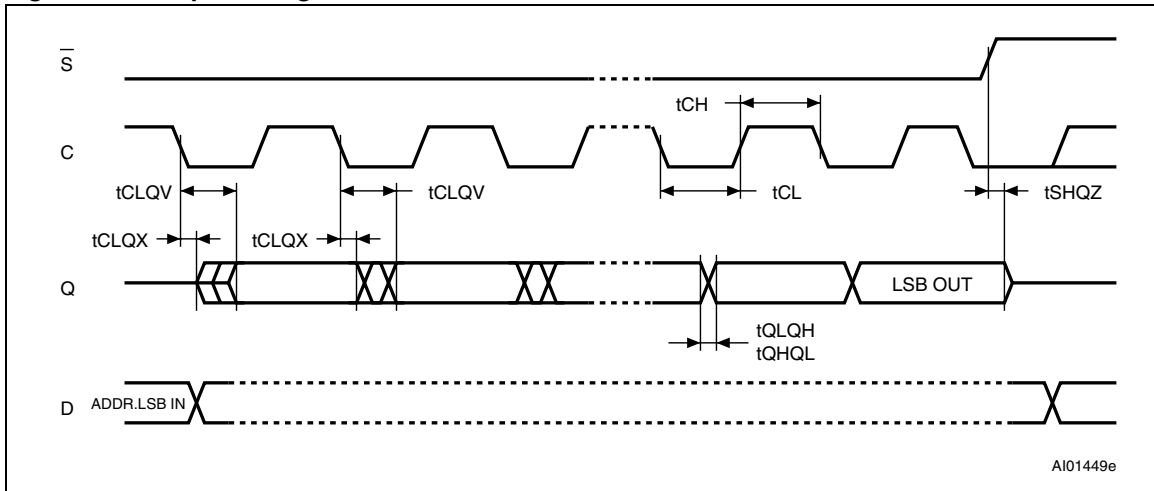 S
tCH
C
tCLQV
tCLQV
tCL
tSHQZ
tCLQX
tCLQX
Q
LSB OUT
tQLQH
tQHQL
D
ADDR.LSB IN
AI01449e